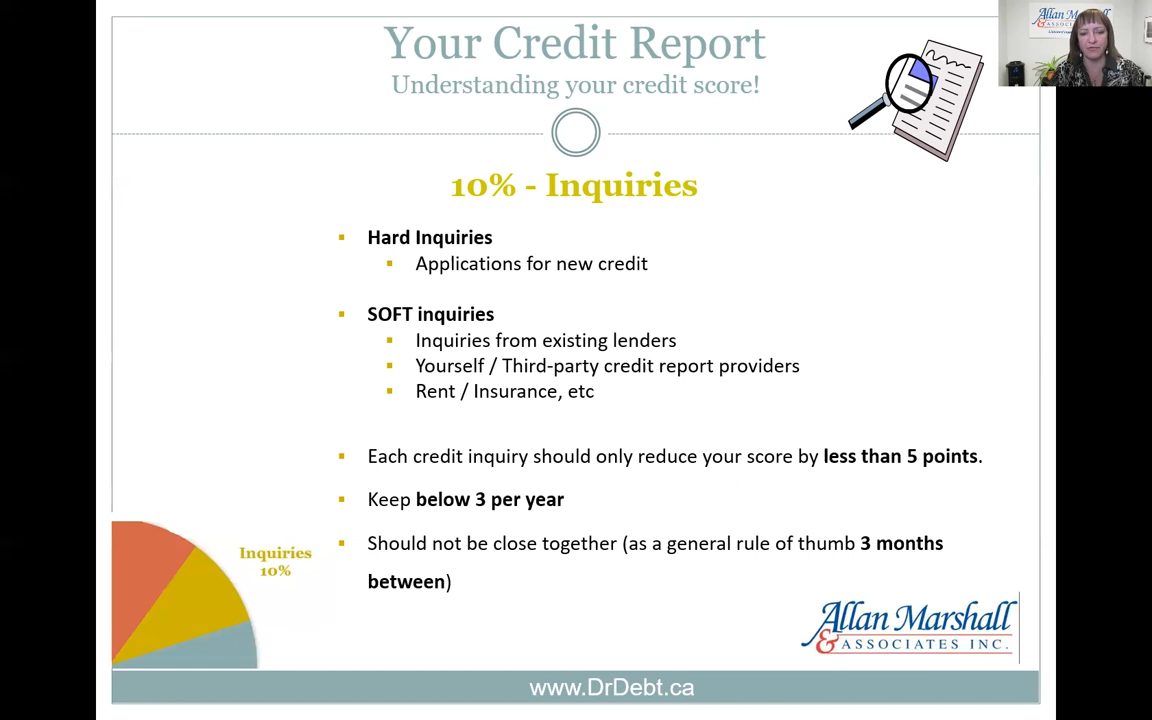 Your Credit Report
Understanding your credit score!
10% - Inquiries
Hard Inquiries
Applications for new credit
SOFT inquiries
Inquiries from existing lenders
Yourself / Third-party credit report providers
Rent / Insurance, etc
Each credit inquiry should only reduce your score by less than 5 points.
Keep below 3 per year
Should not be close together (as a general rule of thumb 3 months
between)
Inquiries
10%
Allan Marshall
& ASSOCIATES INC.
www.DrDebt.ca